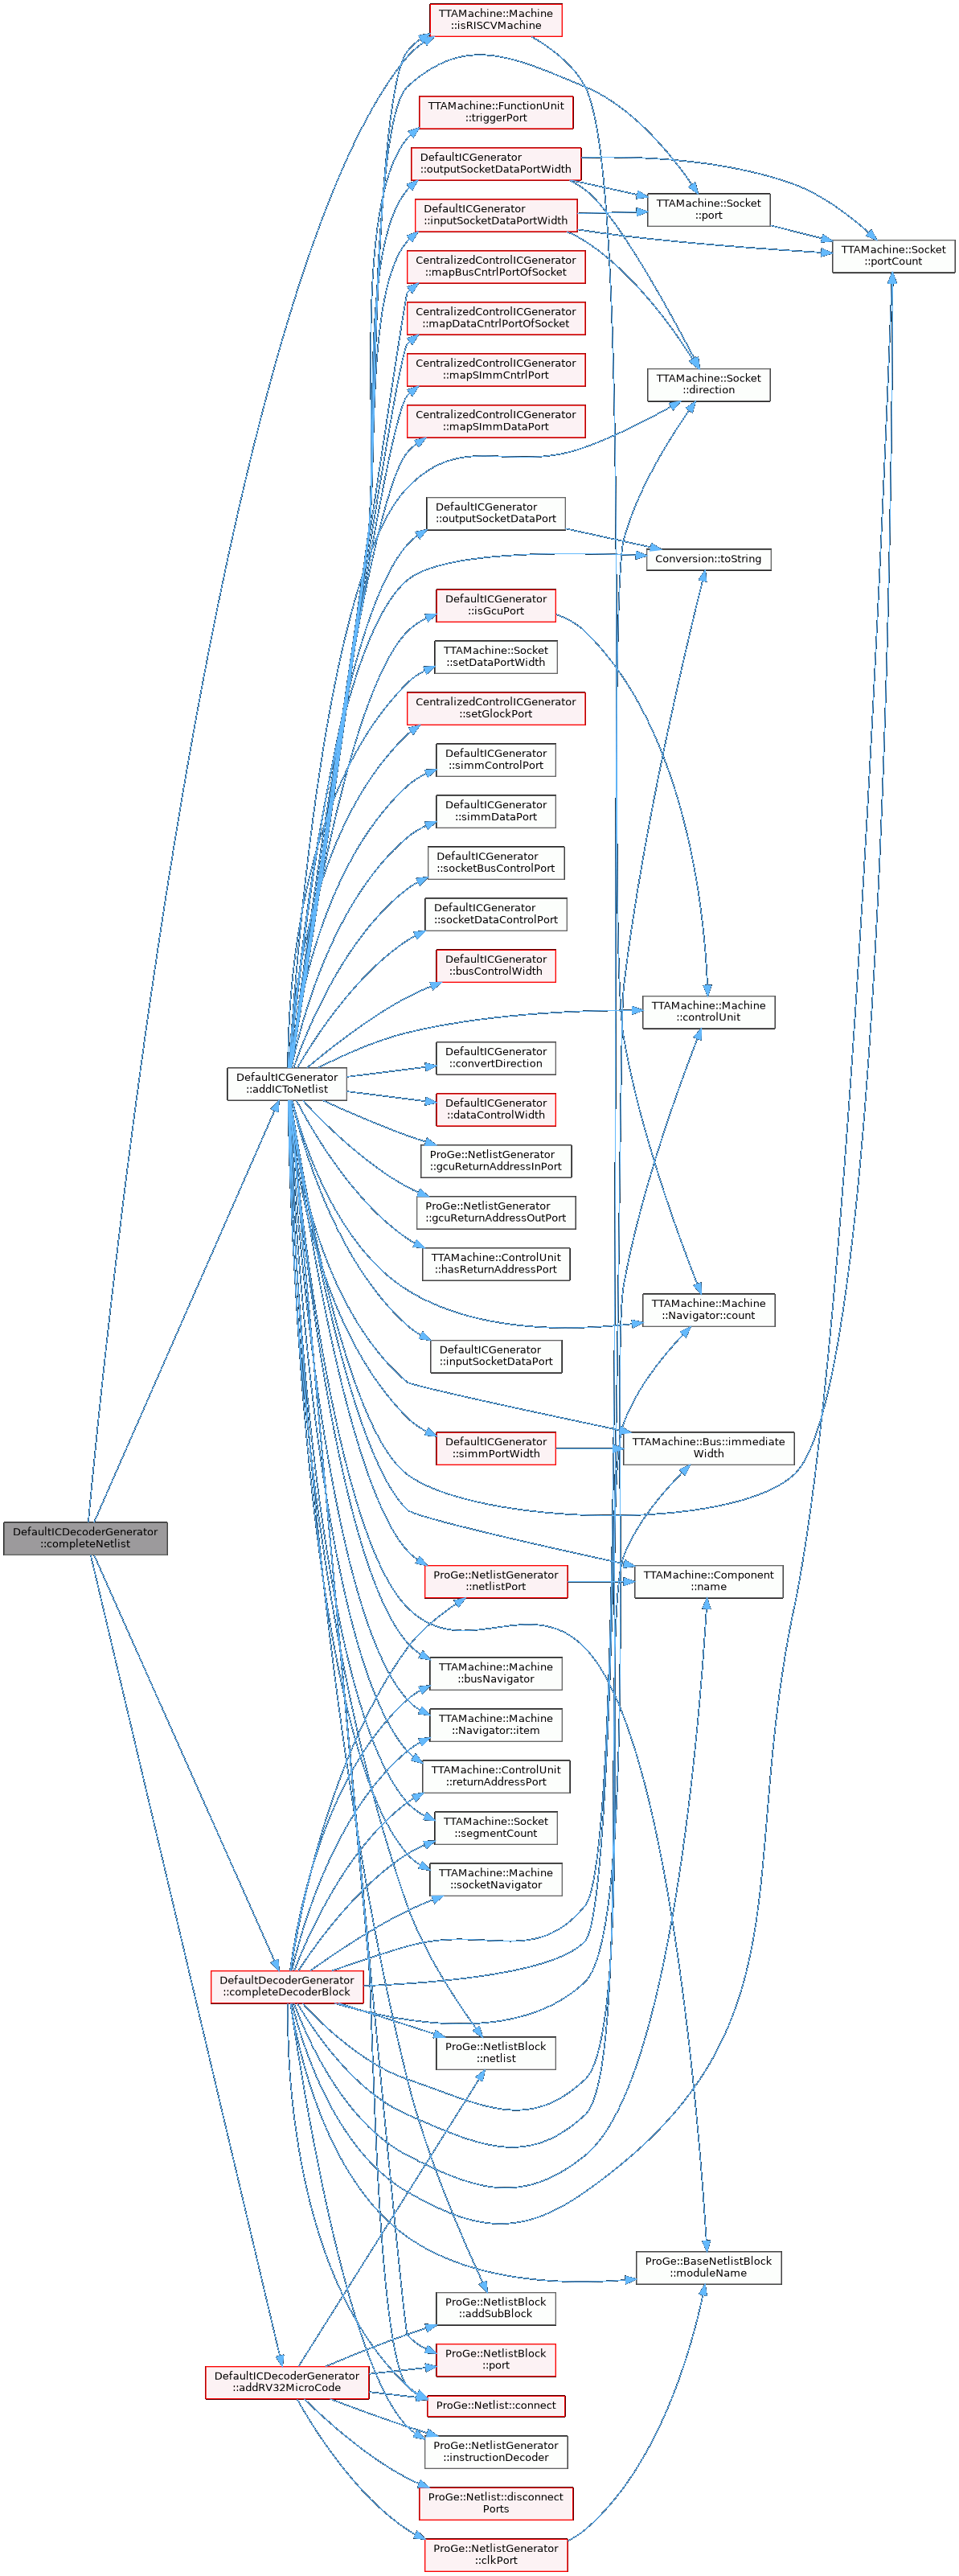 TTAMachine::Machine
::isRISCVMachine
TTAMachine::FunctionUnit
::triggerPort
DefaultICGenerator
::outputSocketDataPortWidth
DefaultICGenerator
::inputSocketDataPortWidth
TTAMachine::Socket
::port
TTAMachine::Socket
::portCount
CentralizedControlICGenerator
::mapBusCntrlPortOfSocket
CentralizedControlICGenerator
::mapDataCntrlPortOfSocket
CentralizedControlICGenerator
::mapSImmCntrlPort
TTAMachine::Socket
::direction
CentralizedControlICGenerator
::mapSImmDataPort
DefaultICGenerator
::outputSocketDataPort
Conversion::toString
DefaultICGenerator
::isGcuPort
TTAMachine::Socket
::setDataPortWidth
CentralizedControlICGenerator
::setGlockPort
DefaultICGenerator
::simmControlPort
DefaultICGenerator
::simmDataPort
DefaultICGenerator
::socketBusControlPort
DefaultICGenerator
::socketDataControlPort
DefaultICGenerator
::busControlWidth
TTAMachine::Machine
::controlUnit
DefaultICGenerator
::convertDirection
DefaultICGenerator
::addICToNetlist
DefaultICGenerator
::dataControlWidth
ProGe::NetlistGenerator
::gcuReturnAddressInPort
ProGe::NetlistGenerator
::gcuReturnAddressOutPort
TTAMachine::ControlUnit
::hasReturnAddressPort
TTAMachine::Machine
::Navigator::count
DefaultICGenerator
::inputSocketDataPort
DefaultICGenerator
::simmPortWidth
TTAMachine::Bus::immediate
Width
DefaultICDecoderGenerator
::completeNetlist
ProGe::NetlistGenerator
::netlistPort
TTAMachine::Component
::name
TTAMachine::Machine
::busNavigator
TTAMachine::Machine
::Navigator::item
TTAMachine::ControlUnit
::returnAddressPort
TTAMachine::Socket
::segmentCount
TTAMachine::Machine
::socketNavigator
DefaultDecoderGenerator
::completeDecoderBlock
ProGe::NetlistBlock
::netlist
ProGe::BaseNetlistBlock
::moduleName
ProGe::NetlistBlock
::addSubBlock
ProGe::NetlistBlock
::port
DefaultICDecoderGenerator
::addRV32MicroCode
ProGe::Netlist::connect
ProGe::NetlistGenerator
::instructionDecoder
ProGe::Netlist::disconnect
Ports
ProGe::NetlistGenerator
::clkPort